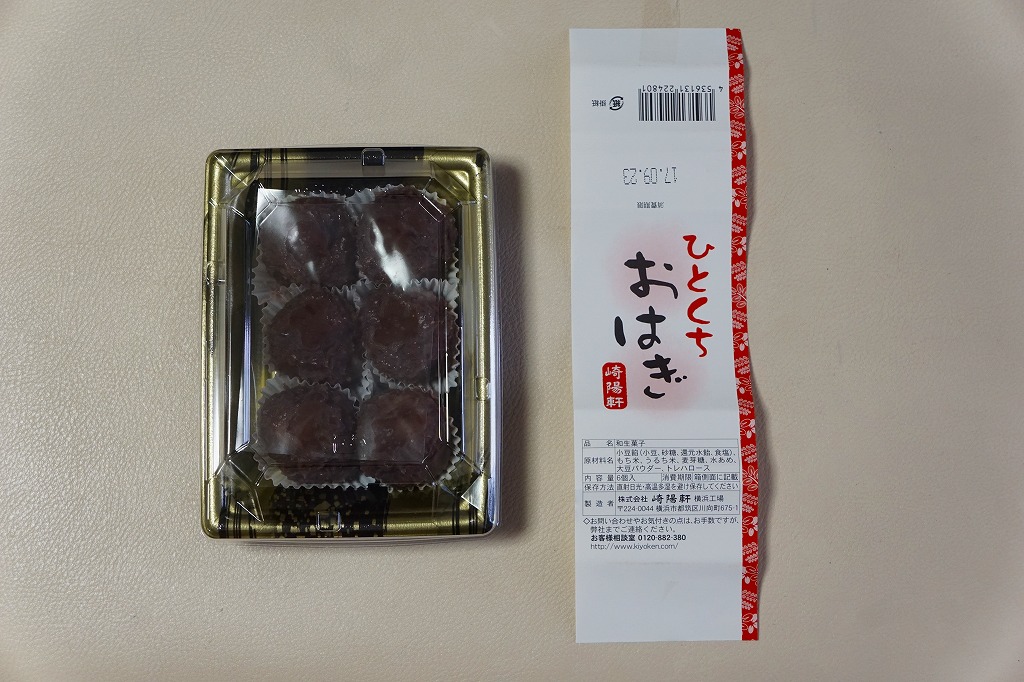 4 536131 224801
紙 掛紙
17.09.23
消費期限
ひとくち
おはぎ
崎陽軒
品 名 和生菓子
原材料名 小豆餡(小豆、砂糖、還元水飴、食塩)、
もち米、うるち米、麦芽糖、水あめ、
大豆パウダー、トレハロース
内容量 6個入 消費期限 箱側面に記載
保存方法 直射日光・高温多湿を避け保存してください
製造者 株式会社 崎陽軒 横浜工場
〒224-0044 横浜市都筑区川向町675-1
◇お問い合わせやお気付きの点は、お手数ですが、
弊社までご連絡ください。
お客様相談室 0120-882-380
http://www.kiyoken.com/